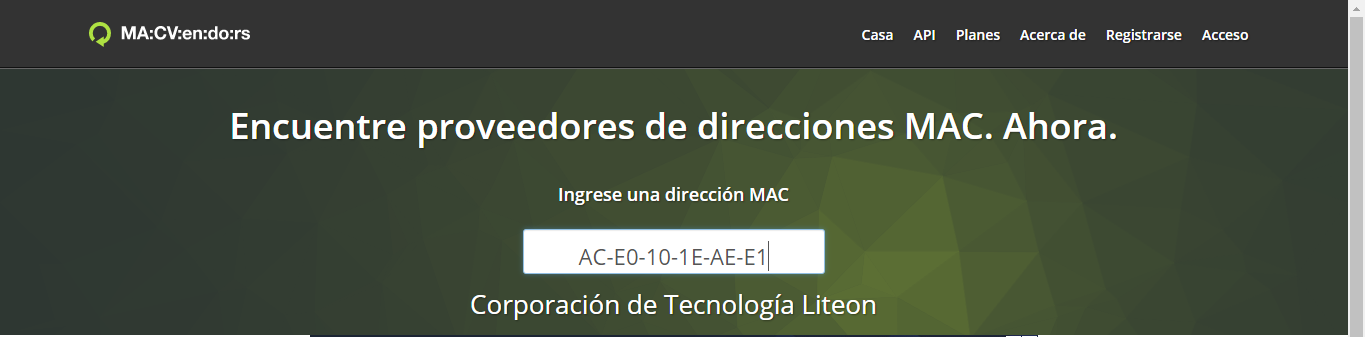 MA:CV:en:do:rs
Casa API Planes Acerca de Registrarse Acceso
Encuentre proveedores de direcciones MAC. Ahora.
Ingrese una dirección MAC
AC-E0-10-1E-AE-E1
Corporación de Tecnología Liteon